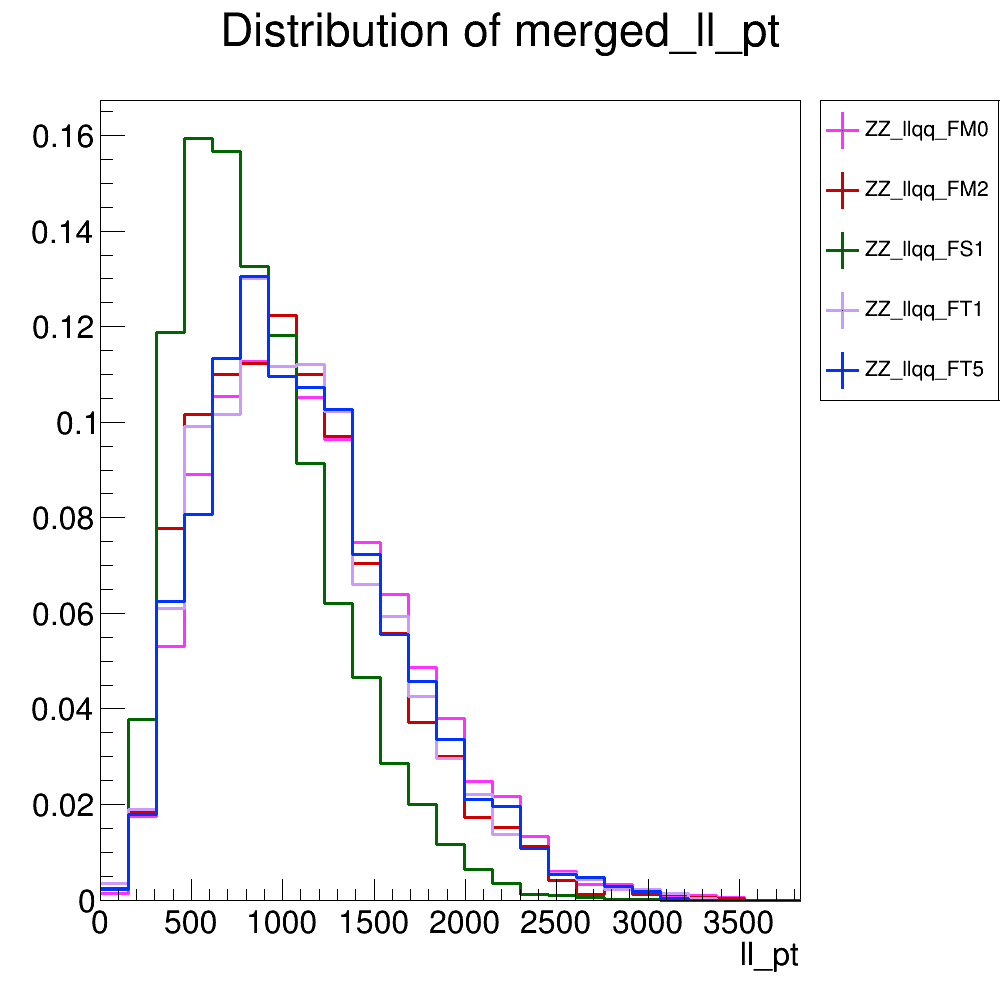 Distribution of merged_ll_pt
0.16
0.14
0.12
0.1
0.08
0.06
0.04
0.02
0
0 500 1000 1500 2000 2500 3000 3500
ll_pt
ZZ_llqq_FM0
ZZ_llqq_FM2
ZZ_llqq_FS1
ZZ_llqq_FT1
ZZ_llqq_FT5